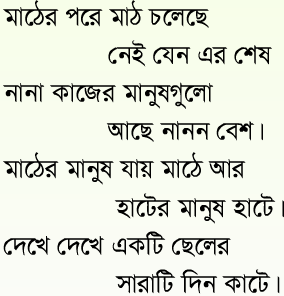 মাঠের পরে মাঠ চলেছে
নেই যেন এর শেষ
নানা কাজের মানুষগুলো
আছে নানন বেশ।
মাঠের মানুষ যায় মাঠে আর
হাটের মানুষ হাটে।
দেখে দেখে একটি ছেলের
সারাটি দিন কাটে।